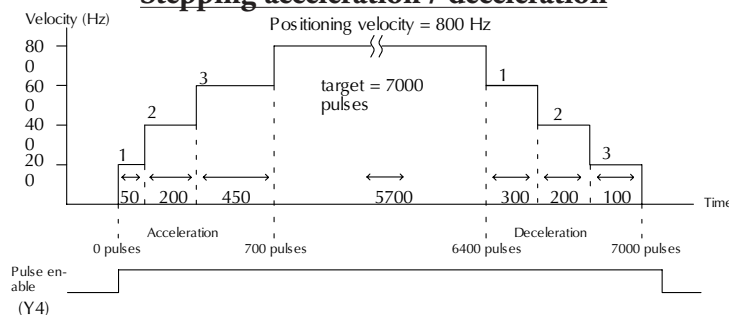 Stepping acceleration / deceleration
Velocity (Hz)
Positioning velocity = 800 Hz
80
0
60
0
40
0
20
0
1
2
3
target = 7000
pulses
1
2
3
50
200
450
5700
300
200
100
Time
Acceleration
Deceleration
0 pulses
700 pulses
6400 pulses
7000 pulses
Pulse en-
able
(Y4)